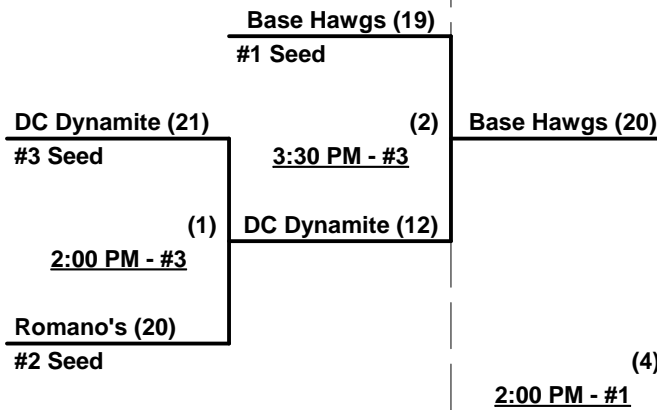 Base Hawgs (19)
#1 Seed
DC Dynamite (21)
(2)
Base Hawgs (20)
#3 Seed
3:30 PM - #3
(1)
DC Dynamite (12)
2:00 PM - #3
Romano's (20)
#2 Seed
(4)
2:00 PM - #1